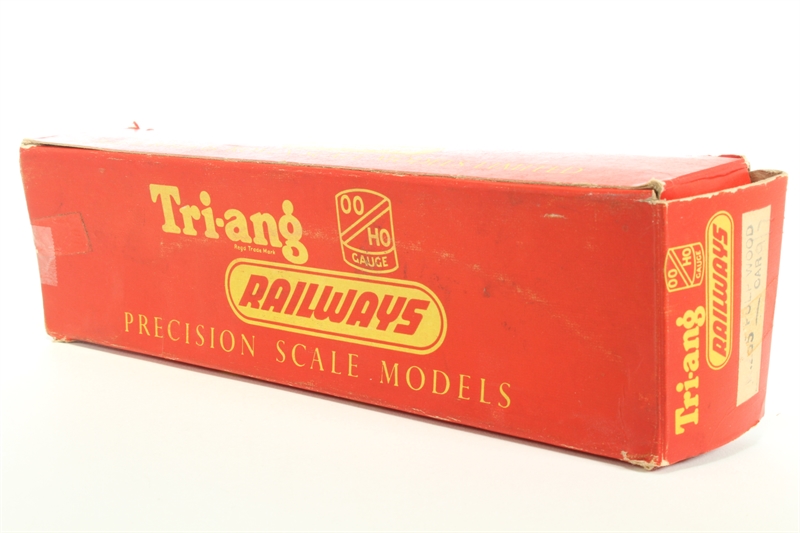 Tri-ang
Regd Trade Mark
OO
HO
GAUGE
RAILWAYS
PRECISION SCALE MODELS
OO
HO
GAUGE
Tri-ang
RAILWAYS